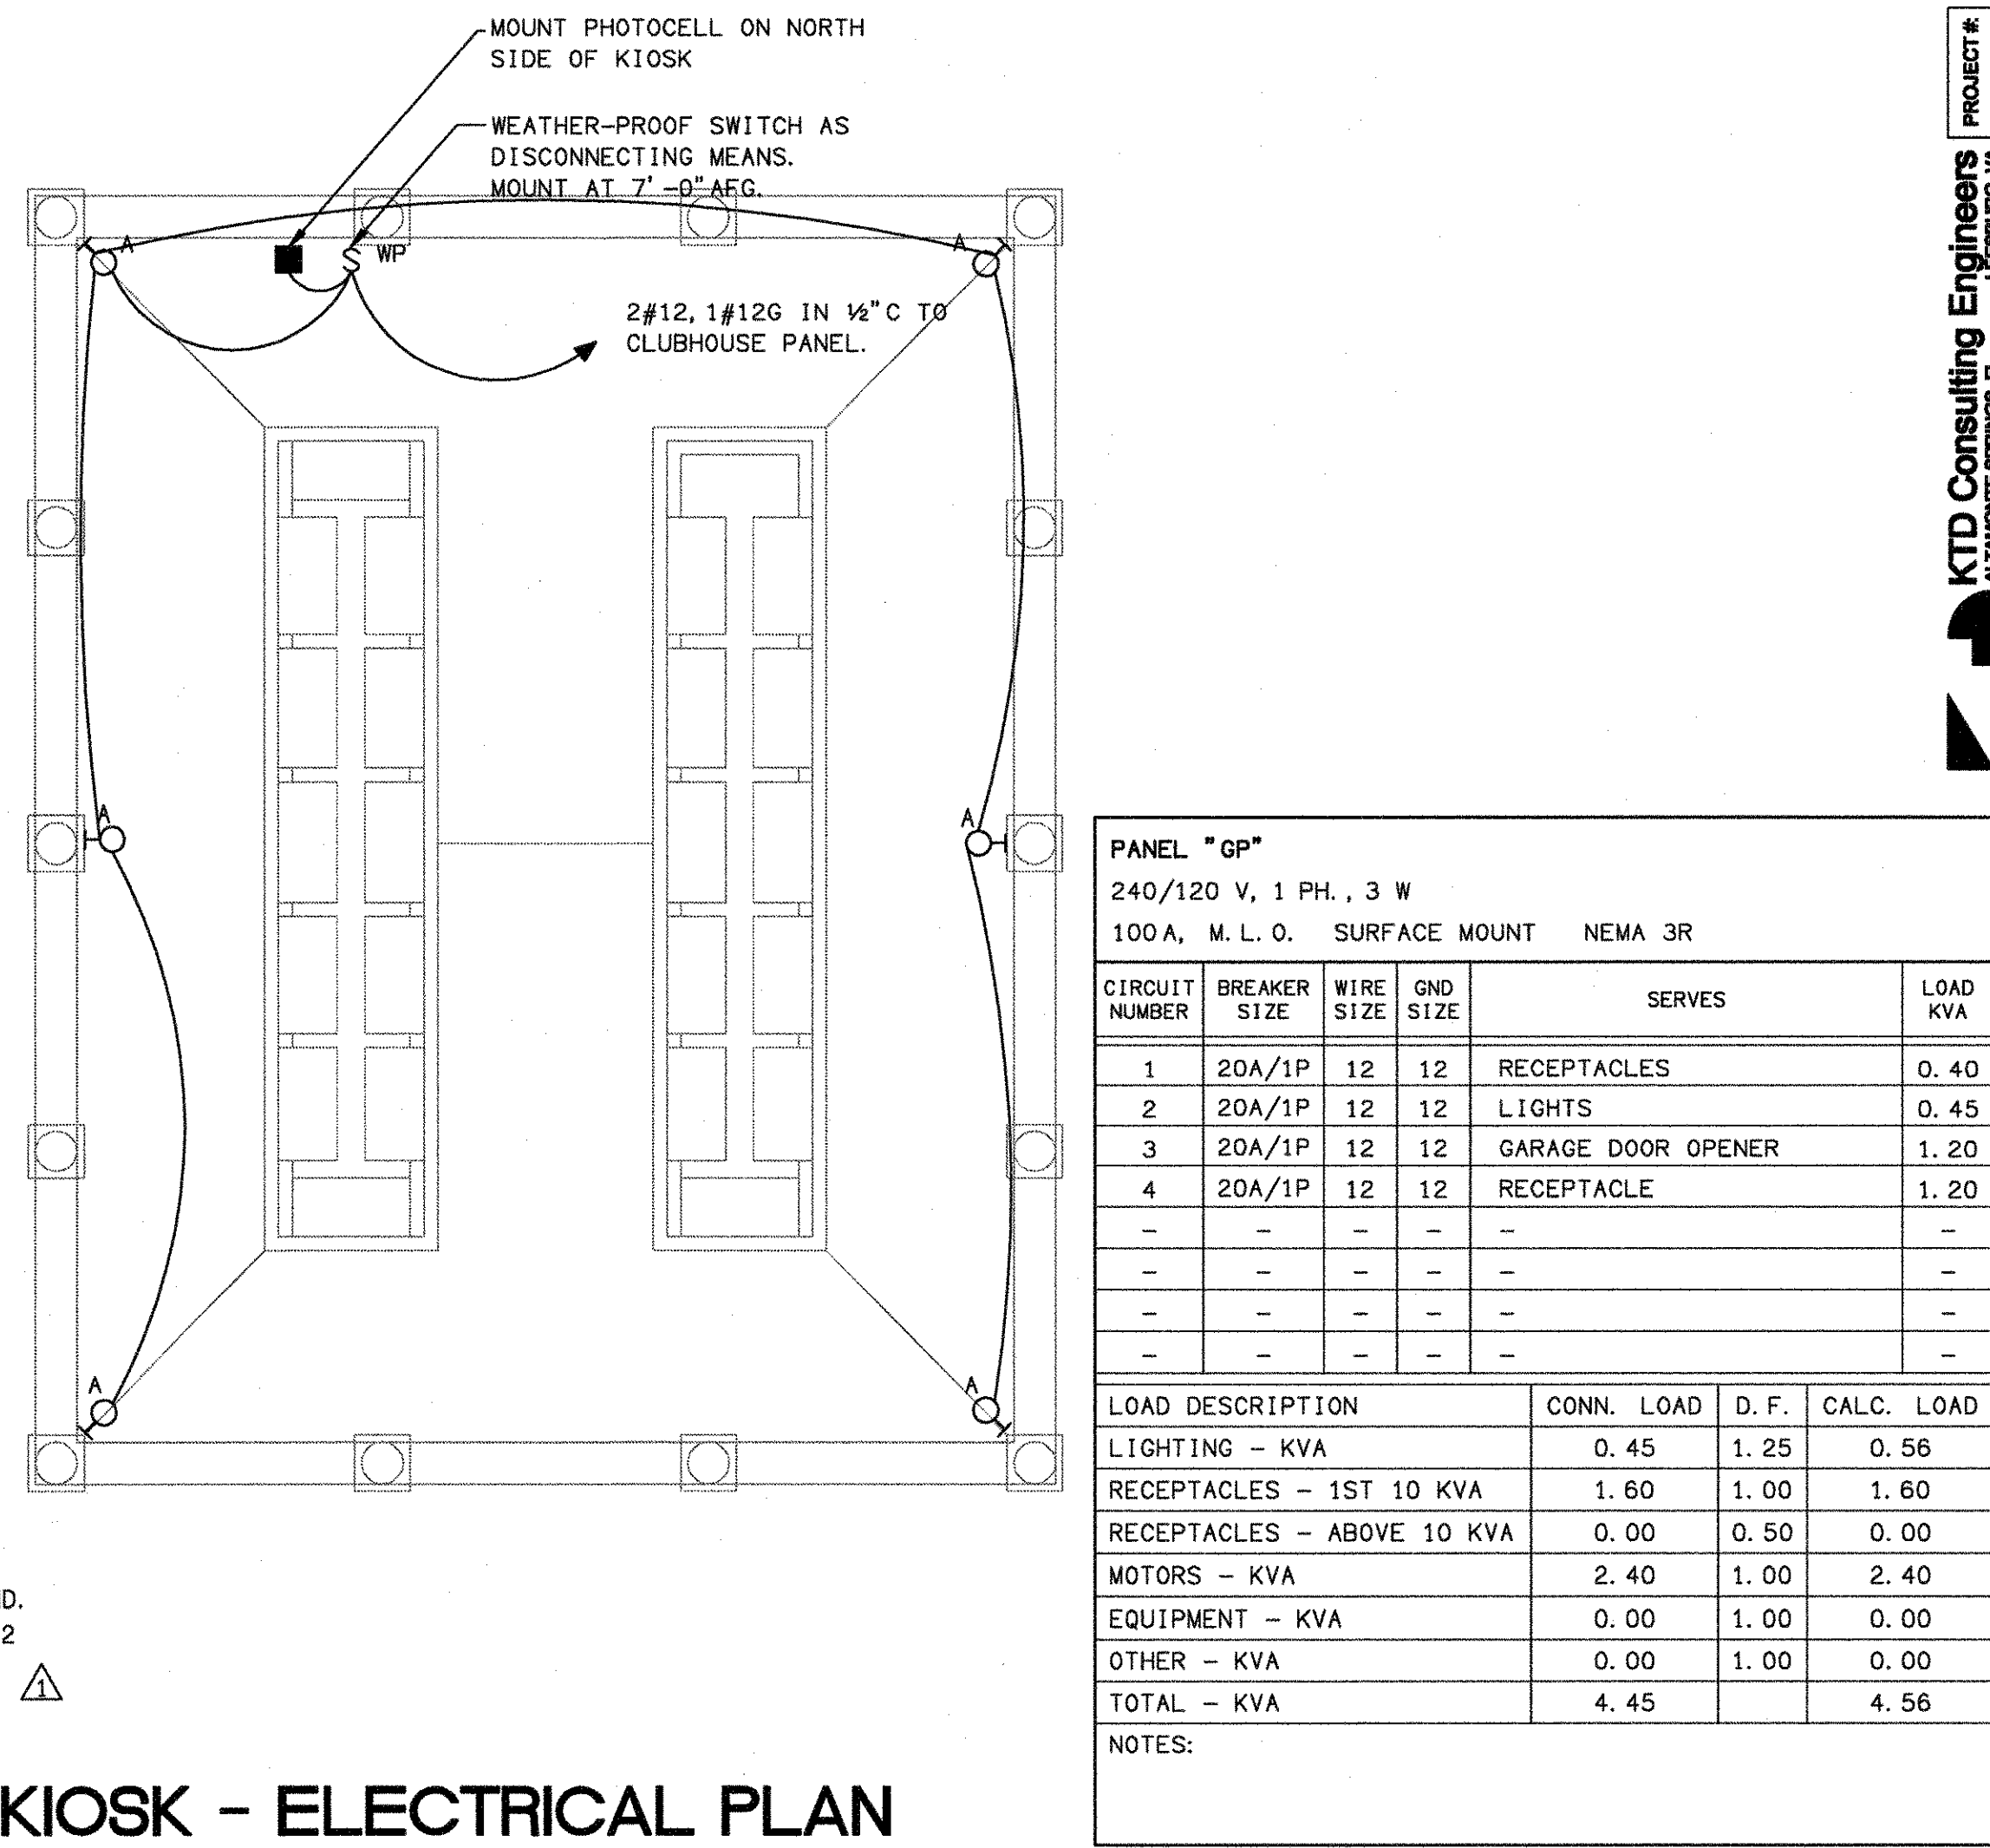 MOUNT PHOTOCELL ON NORTH
SIDE OF KIOSK
WEATHER-PROOF SWITCH AS
DISCONNECTING MEANS.
MOUNT AT 7'-0" AFG.
A
S WP
A
2#12, 1#12G IN ½"C TO
CLUBHOUSE PANEL.
A
A
A
A
D.
2
1
KIOSK - ELECTRICAL PLAN
PROJECT #:
KTD Consulting Engineers
PANEL "GP"
240/120 V, 1 PH., 3 W
100A, M.L.O. SURFACE MOUNT NEMA 3R
CIRCUIT NUMBER BREAKER SIZE WIRE SIZE GND SIZE SERVES LOAD KVA
1 20A/1P 12 12 RECEPTACLES 0.40
2 20A/1P 12 12 LIGHTS 0.45
3 20A/1P 12 12 GARAGE DOOR OPENER 1.20
4 20A/1P 12 12 RECEPTACLE 1.20
- - - - - -
- - - - - -
- - - - - -
- - - - - -
LOAD DESCRIPTION CONN. LOAD D.F. CALC. LOAD
LIGHTING - KVA 0.45 1.25 0.56
RECEPTACLES - 1ST 10 KVA 1.60 1.00 1.60
RECEPTACLES - ABOVE 10 KVA 0.00 0.50 0.00
MOTORS - KVA 2.40 1.00 2.40
EQUIPMENT - KVA 0.00 1.00 0.00
OTHER - KVA 0.00 1.00 0.00
TOTAL - KVA 4.45 4.56
NOTES: